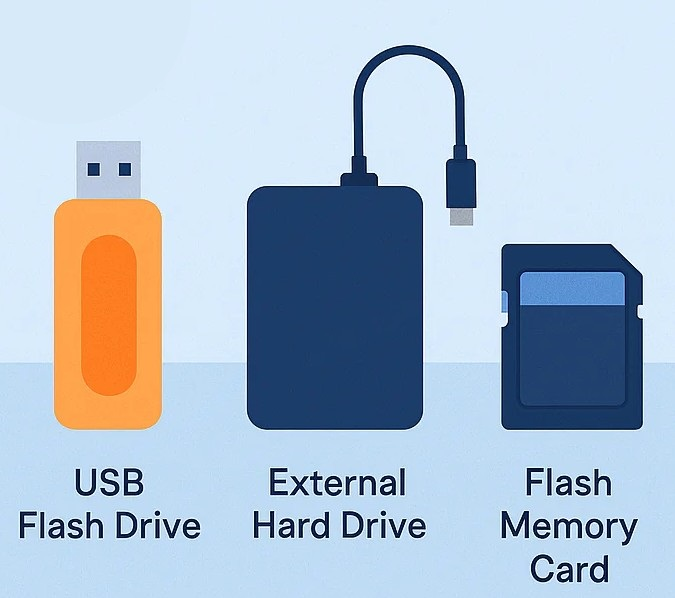 USB
Flash Drive
External
Hard Drive
Flash
Memory
Card